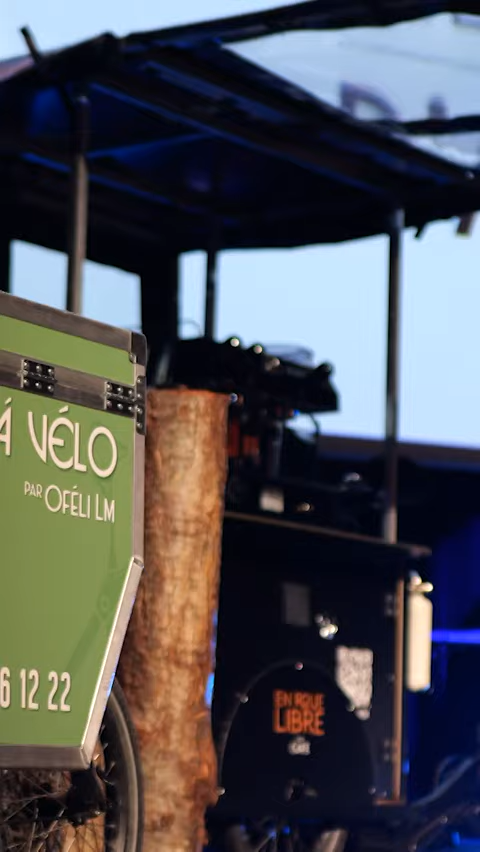 Á VÉLO
PAR OFÉLI LM
6 12 22
EN ROUE
LIBRE